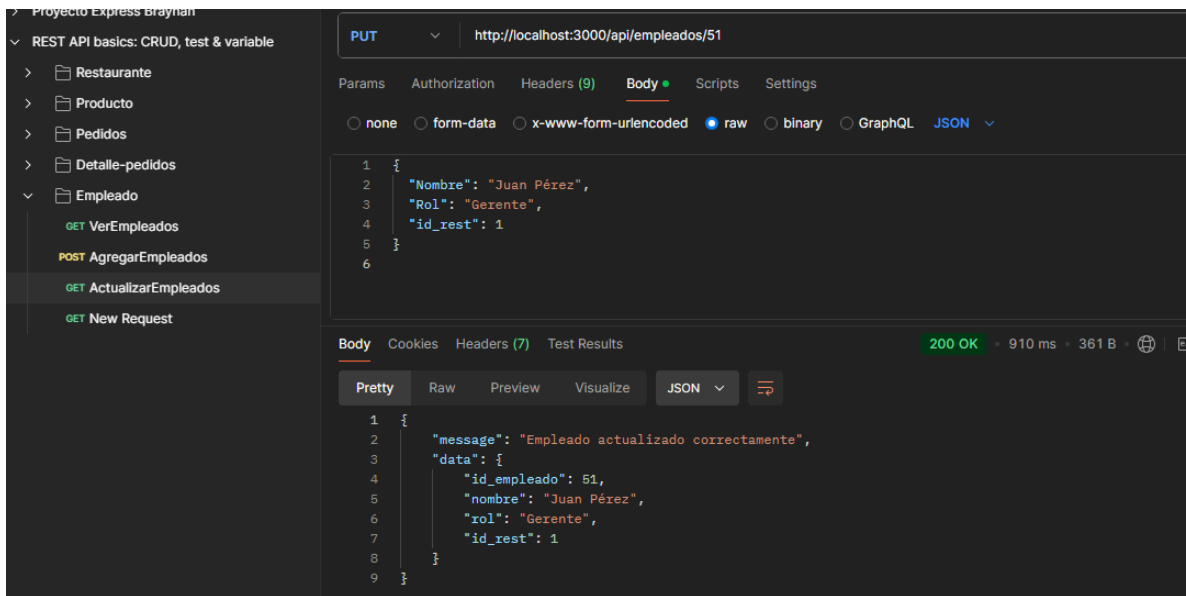 Proyecto Express Brayhan
REST API basics: CRUD, test & variable
Restaurante
Producto
Pedidos
Detalle-pedidos
Empleado
GET VerEmpleados
POST AgregarEmpleados
GET ActualizarEmpleados
GET New Request
PUT http://localhost:3000/api/empleados/51
Params Authorization Headers (9) Body Scripts Settings
none form-data x-www-form-urlencoded raw binary GraphQL JSON
1 {
2 "Nombre": "Juan Pérez",
3 "Rol": "Gerente",
4 "id_rest": 1
5 }
6
Body Cookies Headers (7) Test Results 200 OK 910 ms 361 B
Pretty Raw Preview Visualize JSON
1 {
2 "message": "Empleado actualizado correctamente",
3 "data": {
4 "id_empleado": 51,
5 "nombre": "Juan Pérez",
6 "rol": "Gerente",
7 "id_rest": 1
8 }
9 }